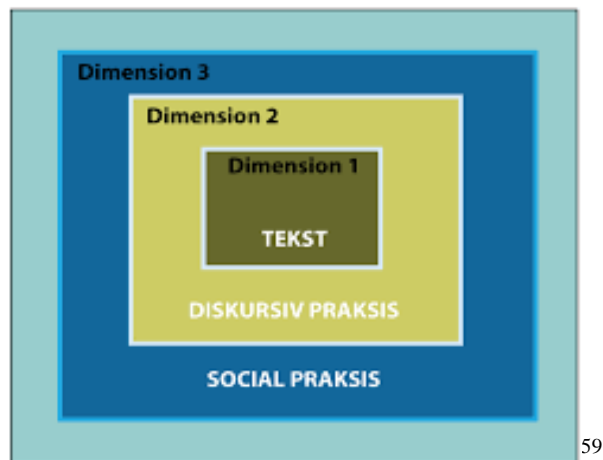 Dimension 3
Dimension 2
Dimension 1
TEKST
DISKURSIV PRAKSIS
SOCIAL PRAKSIS
59